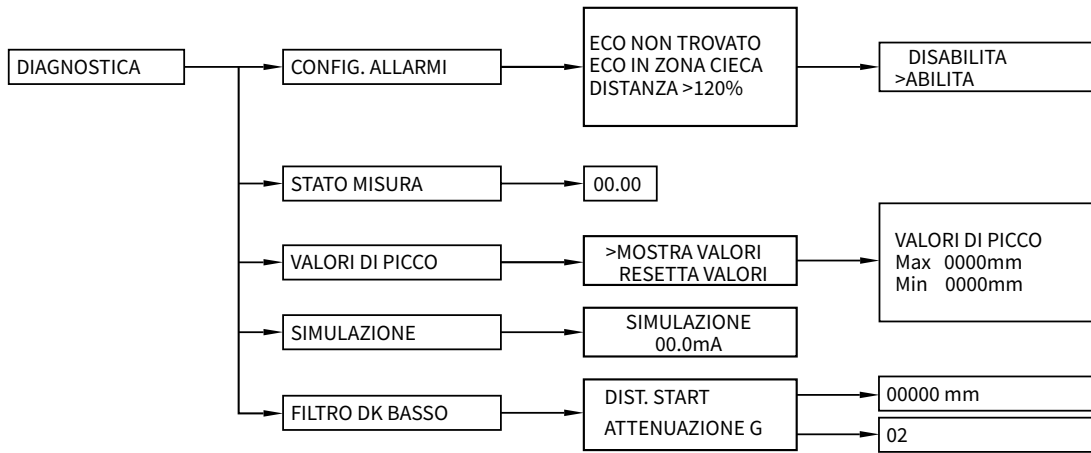 DIAGNOSTICA
CONFIG. ALLARMI
ECO NON TROVATO
ECO IN ZONA CIECA
DISTANZA >120%
DISABILITA
>ABILITA
STATO MISURA
00.00
VALORI DI PICCO
>MOSTRA VALORI
RESETTA VALORI
VALORI DI PICCO
Max 0000mm
Min 0000mm
SIMULAZIONE
SIMULAZIONE
00.0mA
FILTRO DK BASSO
DIST. START
ATTENUAZIONE G
00000 mm
02